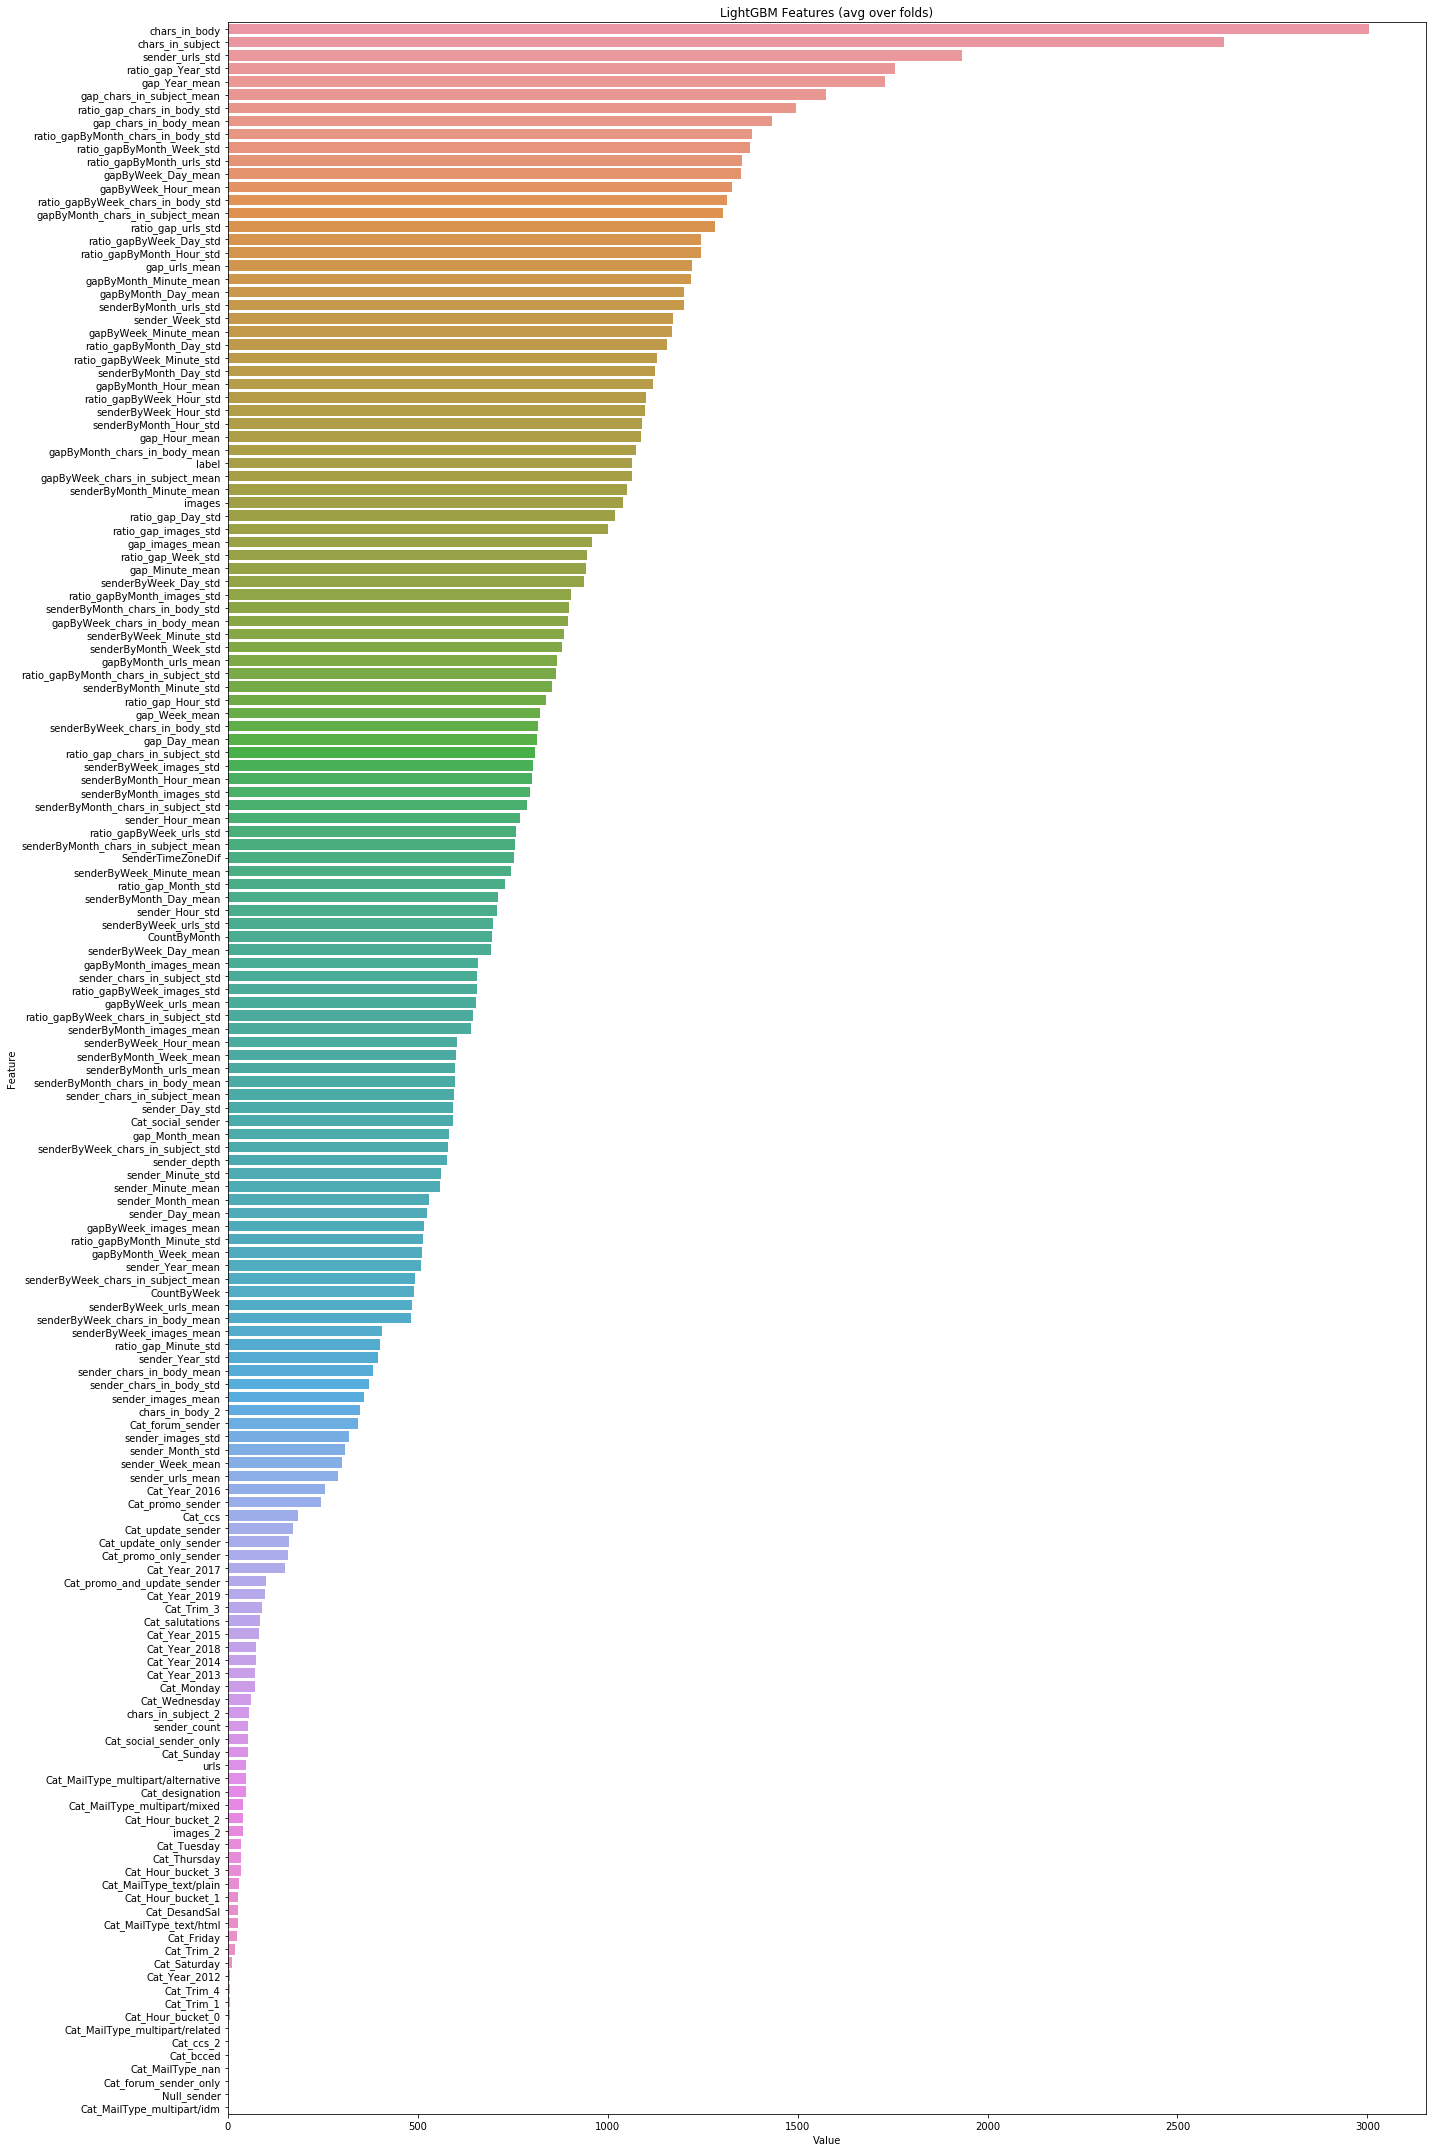 LightGBM Features (avg over folds)
chars_in_body
chars_in_subject
sender_urls_std
ratio_gap_Year_std
gap_Year_mean
gap_chars_in_subject_mean
ratio_gap_chars_in_body_std
gap_chars_in_body_mean
ratio_gapByMonth_chars_in_body_std
ratio_gapByMonth_Week_std
ratio_gapByMonth_urls_std
gapByWeek_Day_mean
gapByWeek_Hour_mean
ratio_gapByWeek_chars_in_body_std
gapByMonth_chars_in_subject_mean
ratio_gap_urls_std
ratio_gapByWeek_Day_std
ratio_gapByMonth_Hour_std
gap_urls_mean
gapByMonth_Minute_mean
gapByMonth_Day_mean
senderByMonth_urls_std
sender_Week_std
gapByWeek_Minute_mean
ratio_gapByMonth_Day_std
ratio_gapByWeek_Minute_std
senderByMonth_Day_std
gapByMonth_Hour_mean
ratio_gapByWeek_Hour_std
senderByWeek_Hour_std
senderByMonth_Hour_std
gap_Hour_mean
gapByMonth_chars_in_body_mean
label
gapByWeek_chars_in_subject_mean
senderByMonth_Minute_mean
images
ratio_gap_Day_std
ratio_gap_images_std
gap_images_mean
ratio_gap_Week_std
gap_Minute_mean
senderByWeek_Day_std
ratio_gapByMonth_images_std
senderByMonth_chars_in_body_std
gapByWeek_chars_in_body_mean
senderByWeek_Minute_std
senderByMonth_Week_std
gapByMonth_urls_mean
ratio_gapByMonth_chars_in_subject_std
senderByMonth_Minute_std
ratio_gap_Hour_std
gap_Week_mean
senderByWeek_chars_in_body_std
gap_Day_mean
ratio_gap_chars_in_subject_std
senderByWeek_images_std
senderByMonth_Hour_mean
senderByMonth_images_std
senderByMonth_chars_in_subject_std
sender_Hour_mean
ratio_gapByWeek_urls_std
senderByMonth_chars_in_subject_mean
SenderTimeZoneDif
senderByWeek_Minute_mean
ratio_gap_Month_std
senderByMonth_Day_mean
sender_Hour_std
senderByWeek_urls_std
CountByMonth
senderByWeek_Day_mean
gapByMonth_images_mean
sender_chars_in_subject_std
ratio_gapByWeek_images_std
gapByWeek_urls_mean
ratio_gapByWeek_chars_in_subject_std
senderByMonth_images_mean
senderByWeek_Hour_mean
senderByMonth_Week_mean
senderByMonth_urls_mean
senderByMonth_chars_in_body_mean
sender_chars_in_subject_mean
sender_Day_std
Cat_social_sender
gap_Month_mean
senderByWeek_chars_in_subject_std
sender_depth
sender_Minute_std
sender_Minute_mean
sender_Month_mean
sender_Day_mean
gapByWeek_images_mean
ratio_gapByMonth_Minute_std
gapByMonth_Week_mean
sender_Year_mean
senderByWeek_chars_in_subject_mean
CountByWeek
senderByWeek_urls_mean
senderByWeek_chars_in_body_mean
senderByWeek_images_mean
ratio_gap_Minute_std
sender_Year_std
sender_chars_in_body_mean
sender_chars_in_body_std
sender_images_mean
chars_in_body_2
Cat_forum_sender
sender_images_std
sender_Month_std
sender_Week_mean
sender_urls_mean
Cat_Year_2016
Cat_promo_sender
Cat_ccs
Cat_update_sender
Cat_update_only_sender
Cat_promo_only_sender
Cat_Year_2017
Cat_promo_and_update_sender
Cat_Year_2019
Cat_Trim_3
Cat_salutations
Cat_Year_2015
Cat_Year_2018
Cat_Year_2014
Cat_Year_2013
Cat_Monday
Cat_Wednesday
chars_in_subject_2
sender_count
Cat_social_sender_only
Cat_Sunday
urls
Cat_MailType_multipart/alternative
Cat_designation
Cat_MailType_multipart/mixed
Cat_Hour_bucket_2
images_2
Cat_Tuesday
Cat_Thursday
Cat_Hour_bucket_3
Cat_MailType_text/plain
Cat_Hour_bucket_1
Cat_DesandSal
Cat_MailType_text/html
Cat_Friday
Cat_Trim_2
Cat_Saturday
Cat_Year_2012
Cat_Trim_4
Cat_Trim_1
Cat_Hour_bucket_0
Cat_MailType_multipart/related
Cat_ccs_2
Cat_bcced
Cat_MailType_nan
Cat_forum_sender_only
Null_sender
Cat_MailType_multipart/idm
Feature
0 500 1000 1500 2000 2500 3000
Value